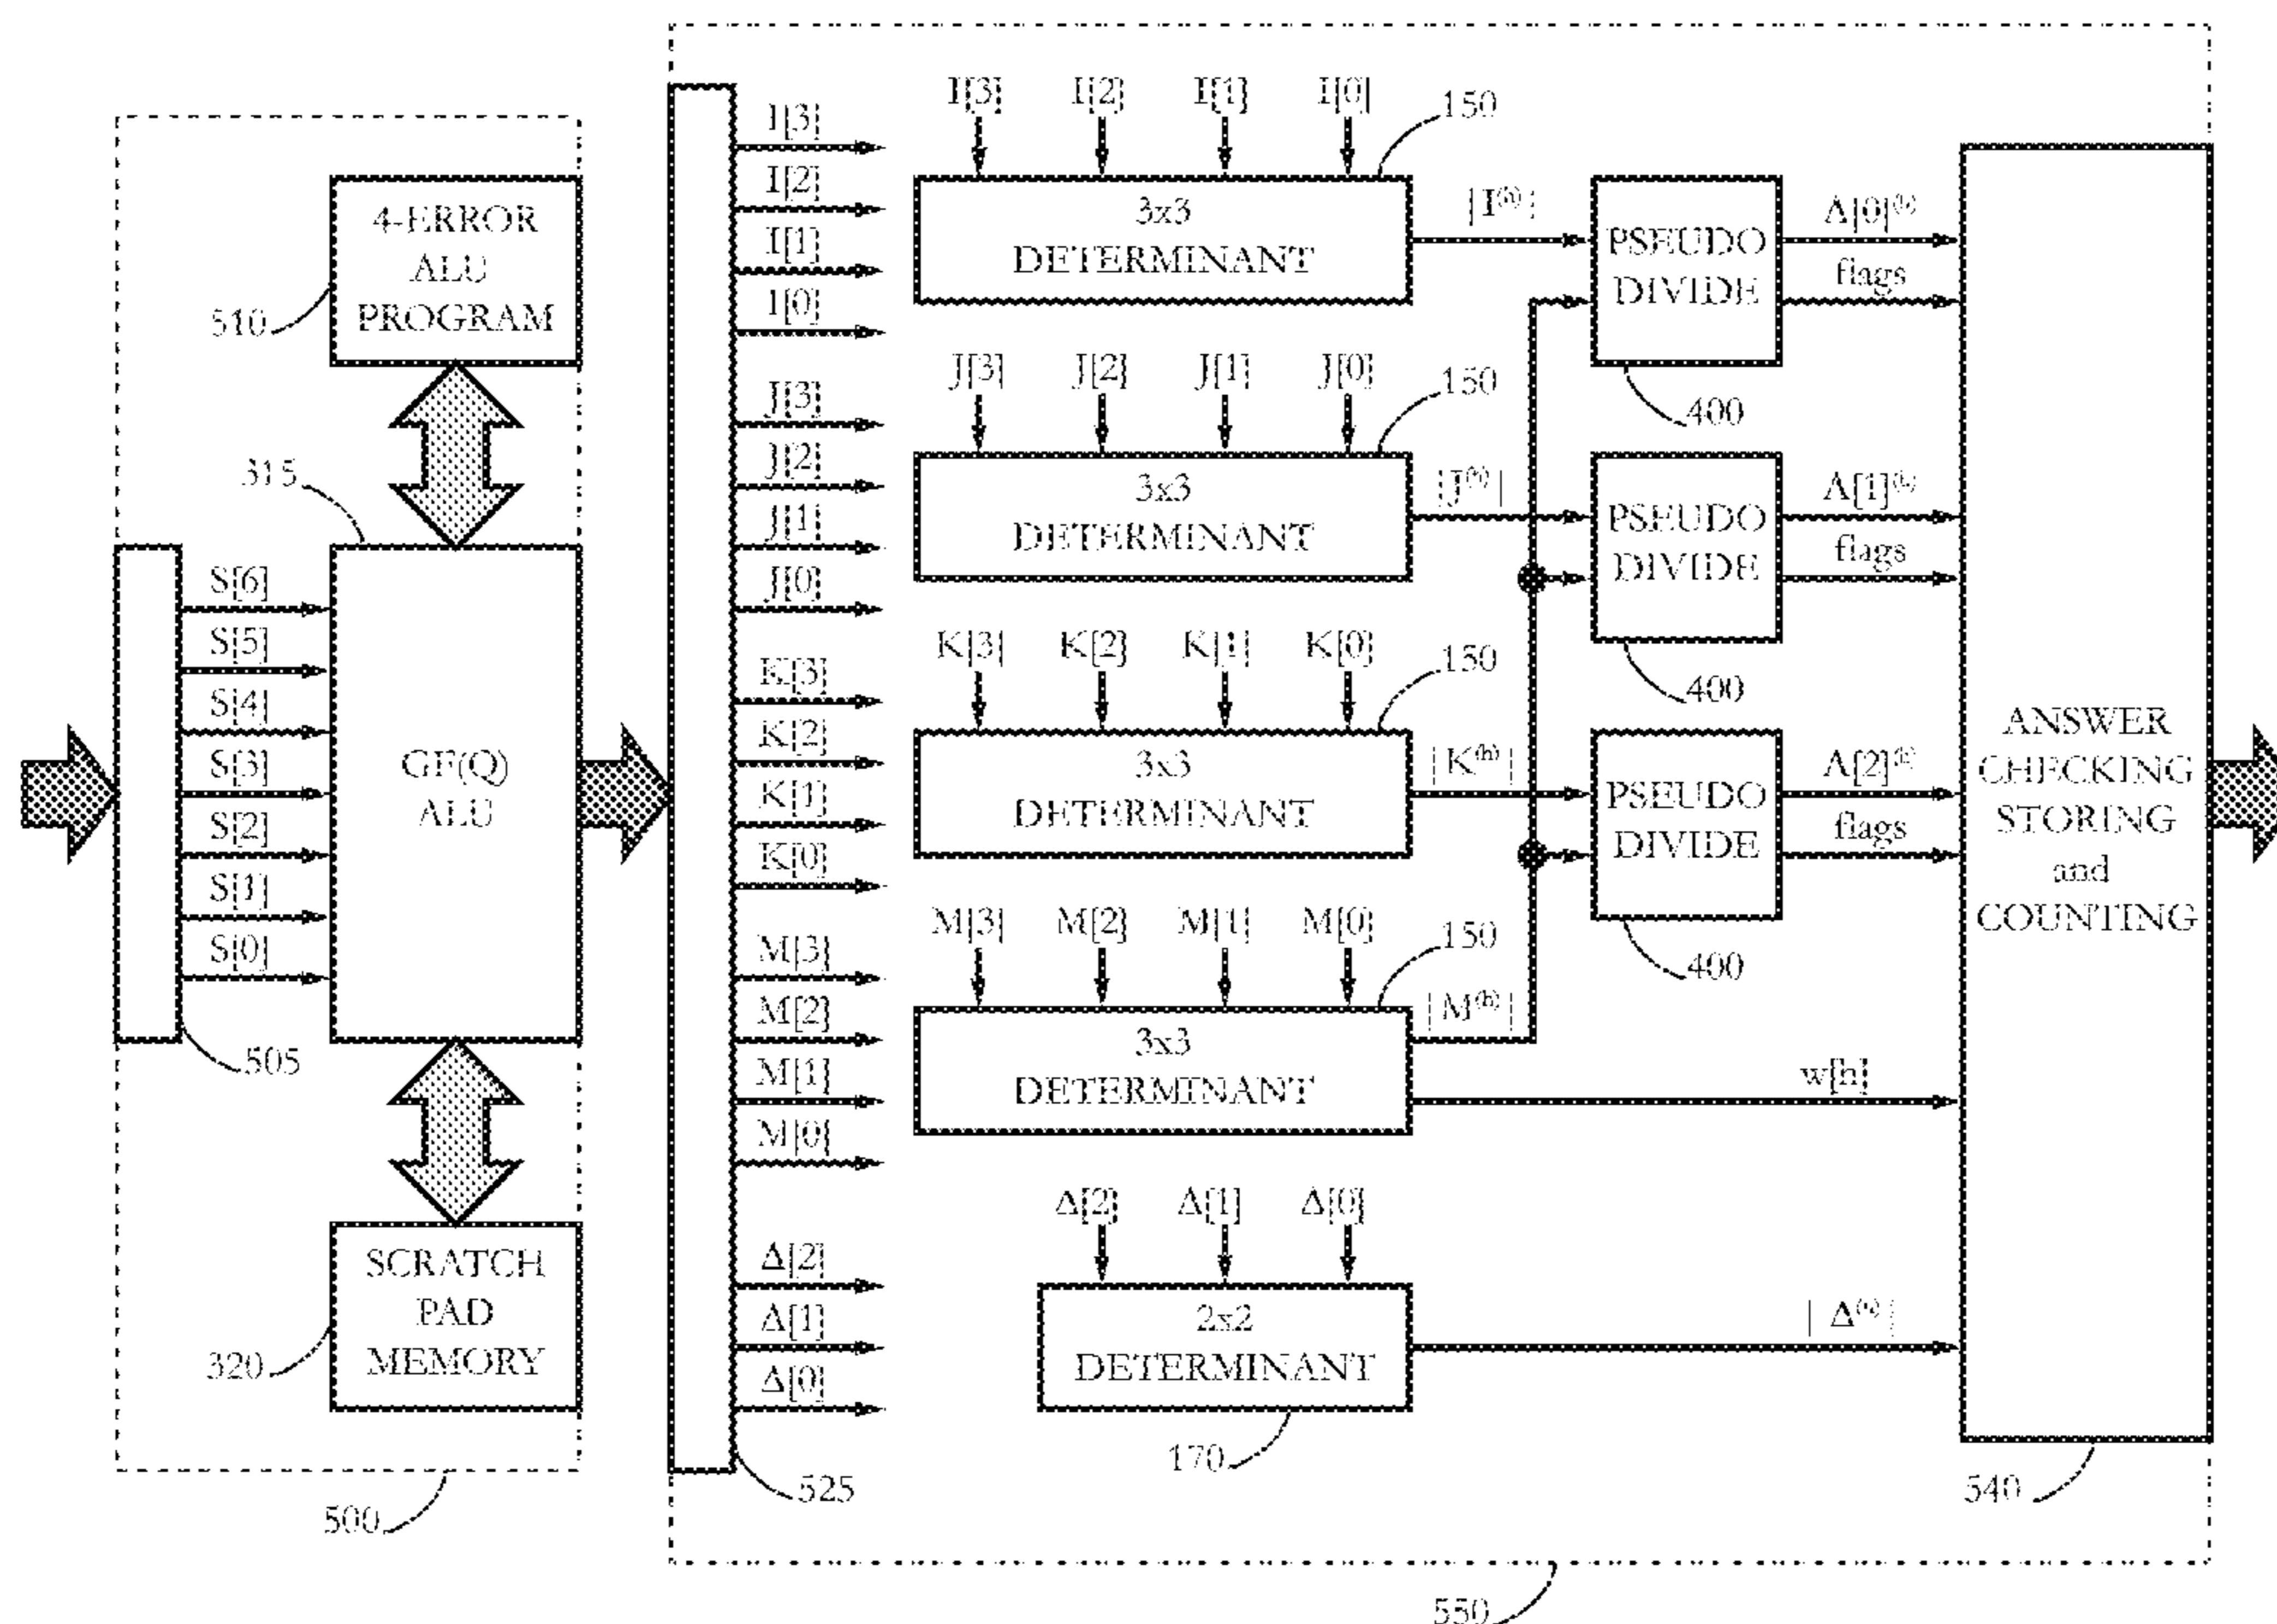 4-ERROR
ALU
PROGRAM
510
315
S[6]
S[5]
S[4]
S[3]
S[2]
S[1]
S[0]
GF(Q)
ALU
505
SCRATCH
PAD
MEMORY
320
500
I[3]
I[2]
I[1]
I[0]
J[3]
J[2]
J[1]
J[0]
K[3]
K[2]
K[1]
K[0]
M[3]
M[2]
M[1]
M[0]
Δ[2]
Δ[1]
Δ[0]
525
I[3] I[2] I[1] I[0]
150
3x3
DETERMINANT
|I⁽ʰ⁾|
J[3] J[2] J[1] J[0]
150
3x3
DETERMINANT
|J⁽ʰ⁾|
K[3] K[2] K[1] K[0]
150
3x3
DETERMINANT
|K⁽ʰ⁾|
M[3] M[2] M[1] M[0]
150
3x3
DETERMINANT
|M⁽ʰ⁾|
w[h]
Δ[2] Δ[1] Δ[0]
2x2
DETERMINANT
170
|Δ⁽ʰ⁾|
PSEUDO
DIVIDE
400
Λ[0]⁽ʰ⁾
flags
PSEUDO
DIVIDE
400
Λ[1]⁽ʰ⁾
flags
PSEUDO
DIVIDE
400
Λ[2]⁽ʰ⁾
flags
ANSWER
CHECKING
STORING
and
COUNTING
540
550